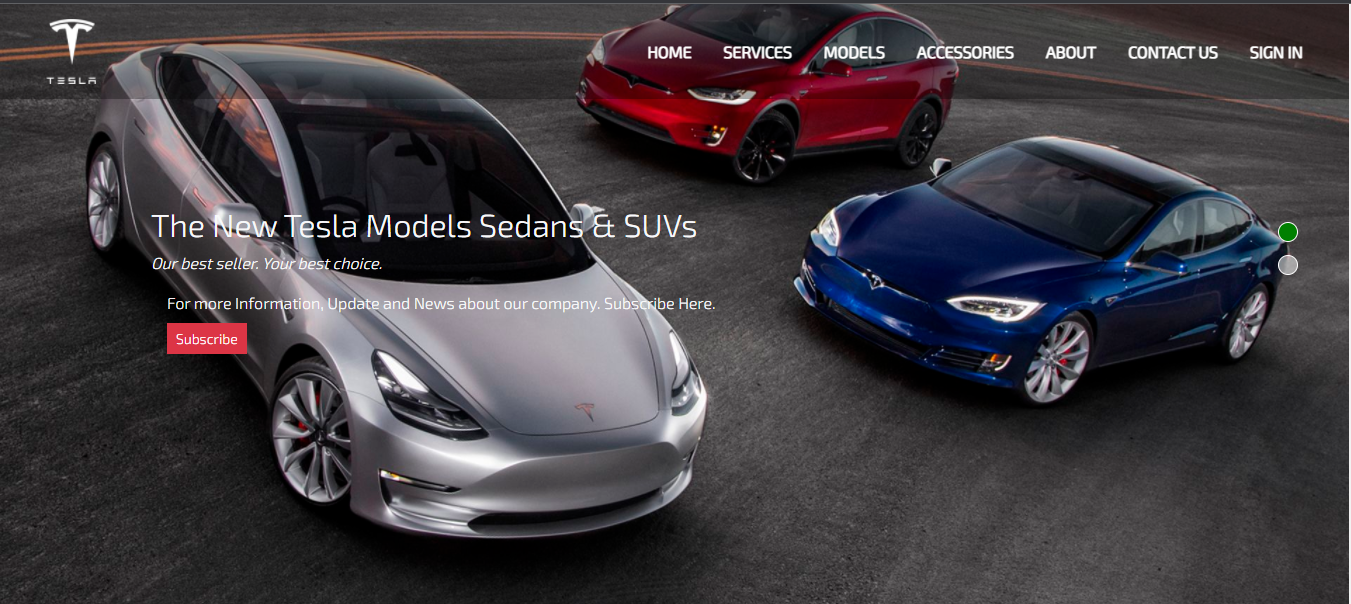 TESLA
HOME SERVICES MODELS ACCESSORIES ABOUT CONTACT US SIGN IN
The New Tesla Models Sedans & SUVs
Our best seller. Your best choice.
For more Information, Update and News about our company. Subscribe Here.
Subscribe